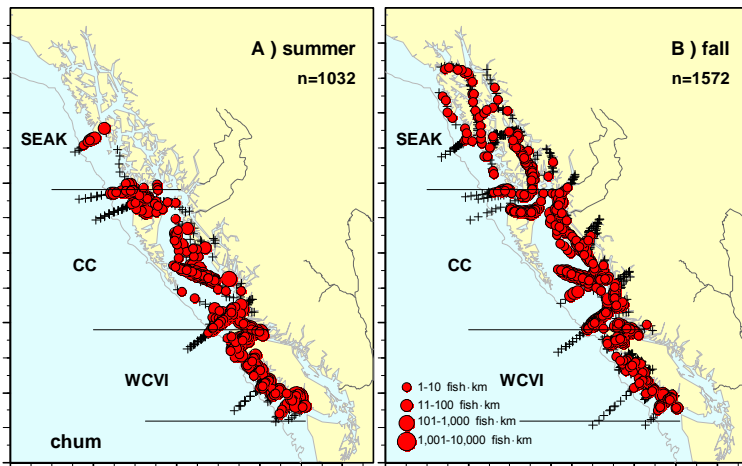 A ) summer
n=1032
SEAK
CC
WCVI
chum
B ) fall
n=1572
SEAK
CC
WCVI
1-10 fish·km
11-100 fish·km
101-1,000 fish·km
1,001-10,000 fish·km